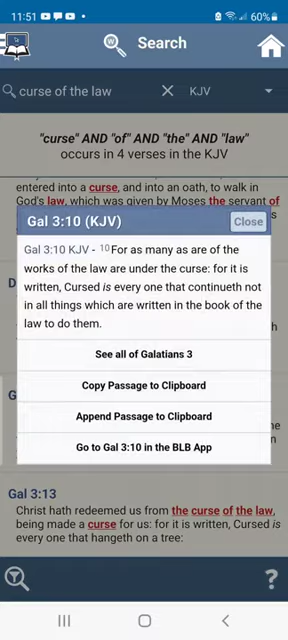 11:51
60%
Search
curse of the law
KJV
"curse" AND "of" AND "the" AND "law"
occurs in 4 verses in the KJV
entered into a curse, and into an oath, to walk in
God's law, which was given by Moses the servant of
Gal 3:10 (KJV)
Close
Gal 3:10 KJV - 10 For as many as are of the
works of the law are under the curse: for it is
written, Cursed is every one that continueth not
in all things which are written in the book of the
law to do them.
See all of Galatians 3
Copy Passage to Clipboard
Append Passage to Clipboard
Go to Gal 3:10 in the BLB App
Gal 3:13
Christ hath redeemed us from the curse of the law,
being made a curse for us: for it is written, Cursed is
every one that hangeth on a tree:
?